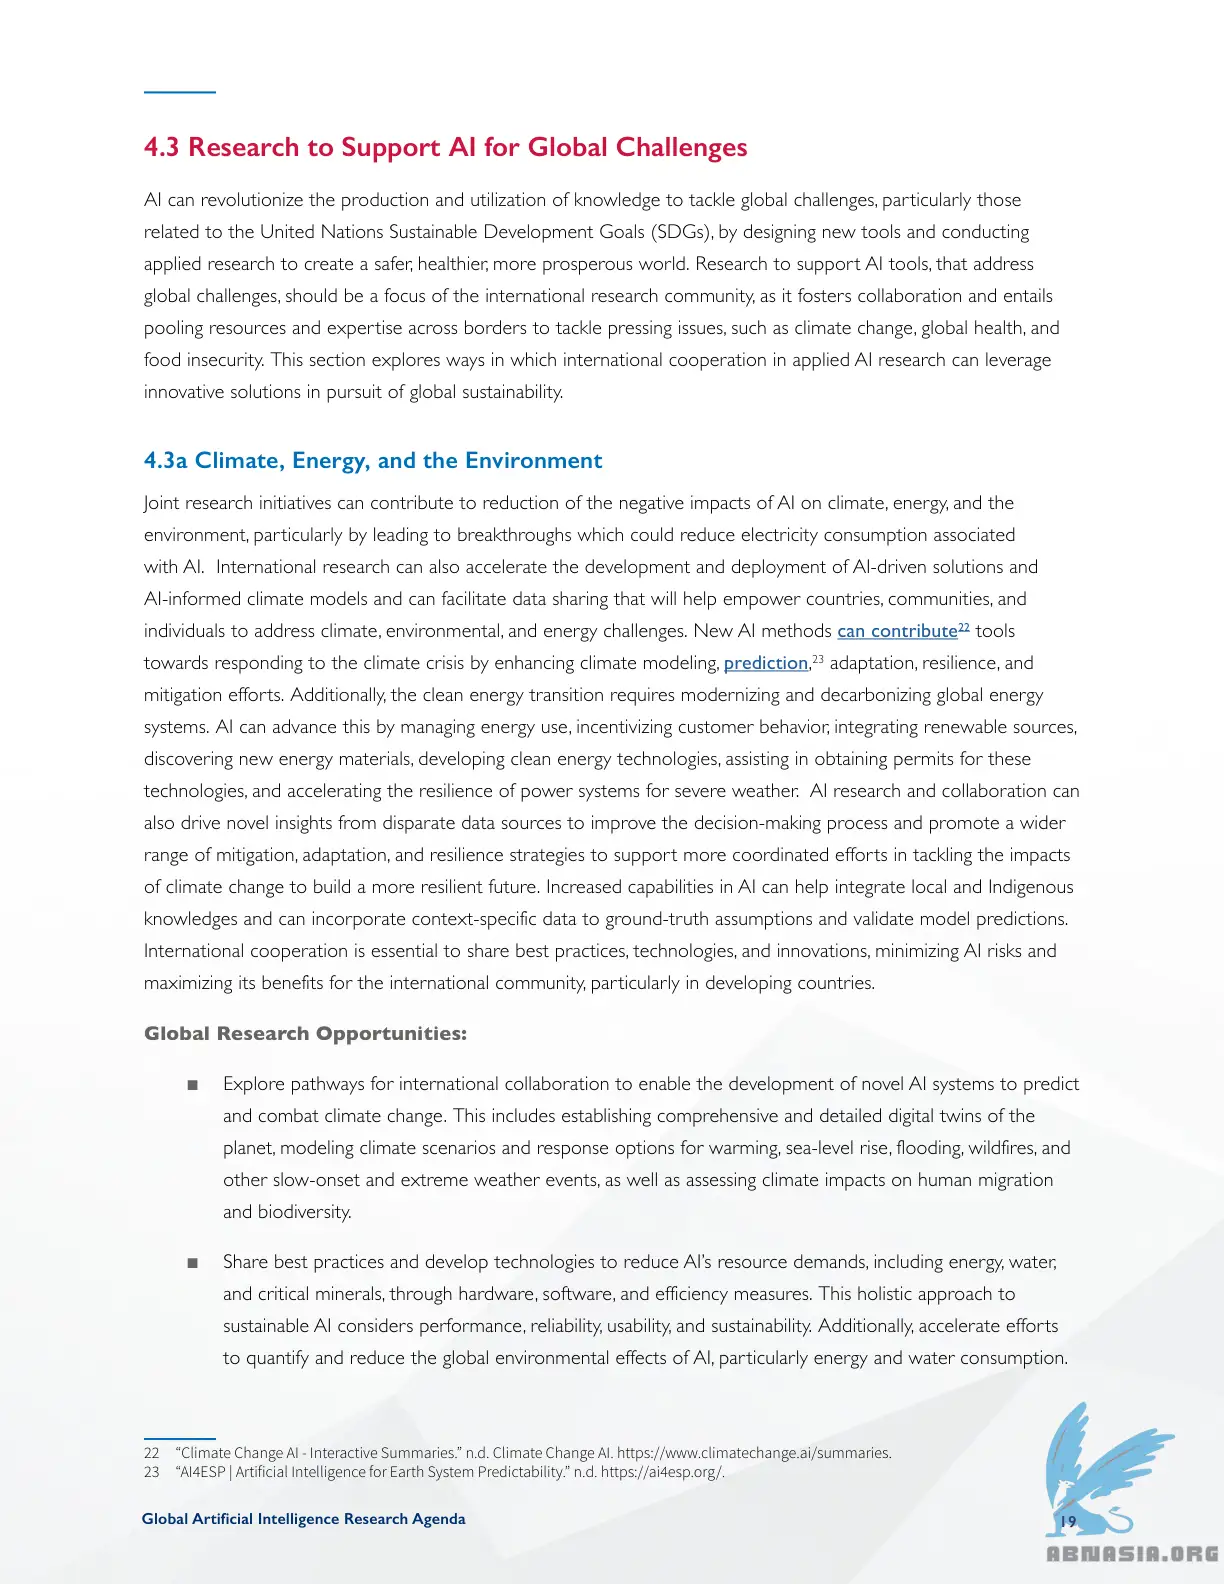 4.3 Research to Support AI for Global Challenges
AI can revolutionize the production and utilization of knowledge to tackle global challenges, particularly those
related to the United Nations Sustainable Development Goals (SDGs), by designing new tools and conducting
applied research to create a safer, healthier, more prosperous world. Research to support AI tools, that address
global challenges, should be a focus of the international research community, as it fosters collaboration and entails
pooling resources and expertise across borders to tackle pressing issues, such as climate change, global health, and
food insecurity. This section explores ways in which international cooperation in applied AI research can leverage
innovative solutions in pursuit of global sustainability.
4.3a Climate, Energy, and the Environment
Joint research initiatives can contribute to reduction of the negative impacts of AI on climate, energy, and the
environment, particularly by leading to breakthroughs which could reduce electricity consumption associated
with AI.  International research can also accelerate the development and deployment of AI-driven solutions and
AI-informed climate models and can facilitate data sharing that will help empower countries, communities, and
individuals to address climate, environmental, and energy challenges. New AI methods can contribute22 tools
towards responding to the climate crisis by enhancing climate modeling, prediction,23 adaptation, resilience, and
mitigation efforts. Additionally, the clean energy transition requires modernizing and decarbonizing global energy
systems. AI can advance this by managing energy use, incentivizing customer behavior, integrating renewable sources,
discovering new energy materials, developing clean energy technologies, assisting in obtaining permits for these
technologies, and accelerating the resilience of power systems for severe weather.  AI research and collaboration can
also drive novel insights from disparate data sources to improve the decision-making process and promote a wider
range of mitigation, adaptation, and resilience strategies to support more coordinated efforts in tackling the impacts
of climate change to build a more resilient future. Increased capabilities in AI can help integrate local and Indigenous
knowledges and can incorporate context-specific data to ground-truth assumptions and validate model predictions.
International cooperation is essential to share best practices, technologies, and innovations, minimizing AI risks and
maximizing its benefits for the international community, particularly in developing countries.
Global Research Opportunities:
■ Explore pathways for international collaboration to enable the development of novel AI systems to predict
and combat climate change. This includes establishing comprehensive and detailed digital twins of the
planet, modeling climate scenarios and response options for warming, sea-level rise, flooding, wildfires, and
other slow-onset and extreme weather events, as well as assessing climate impacts on human migration
and biodiversity.
■ Share best practices and develop technologies to reduce AI’s resource demands, including energy, water,
and critical minerals, through hardware, software, and efficiency measures. This holistic approach to
sustainable AI considers performance, reliability, usability, and sustainability. Additionally, accelerate efforts
to quantify and reduce the global environmental effects of AI, particularly energy and water consumption.
22 “Climate Change AI - Interactive Summaries.” n.d. Climate Change AI. https://www.climatechange.ai/summaries.
23 “AI4ESP | Artificial Intelligence for Earth System Predictability.” n.d. https://ai4esp.org/.
Global Artificial Intelligence Research Agenda
19
ABNASIA.ORG